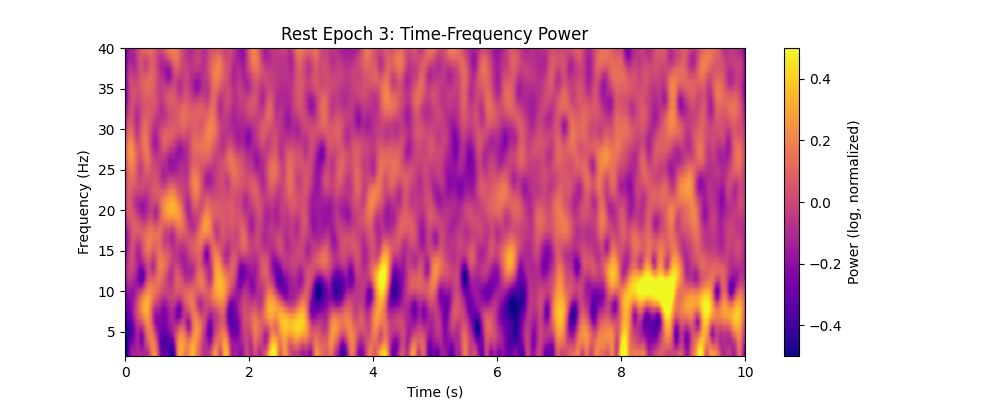 Rest Epoch 3: Time-Frequency Power
40
35
30
25
20
15
10
5
Frequency (Hz)
0 2 4 6 8 10
Time (s)
0.4
0.2
0.0
−0.2
−0.4
Power (log, normalized)